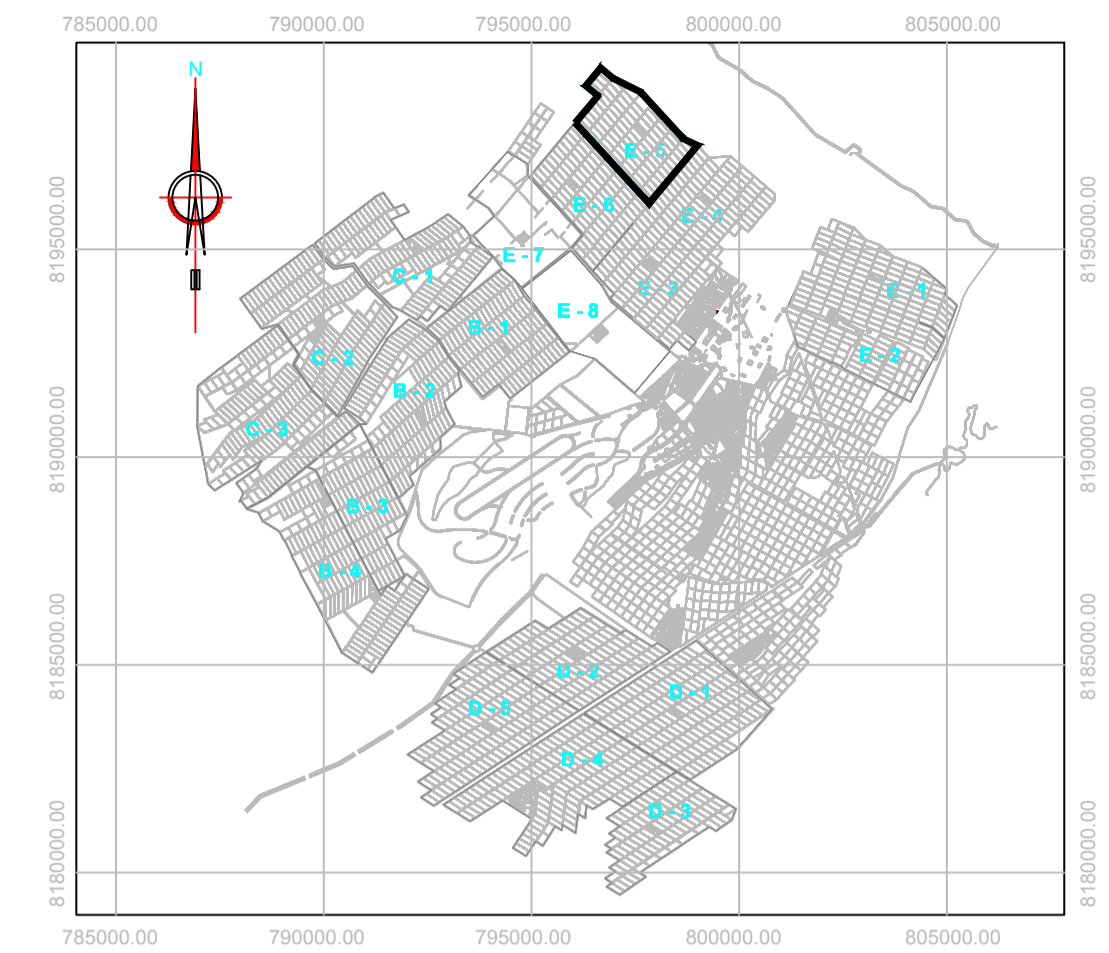 785000.00
790000.00
795000.00
800000.00
805000.00
N
8195000.00
8195000.00
E - 6
E - 7
E - 8
E - 2
C - 1
B - 1
C - 2
B - 2
C - 3
8190000.00
8190000.00
B - 3
B - 4
8185000.00
8185000.00
D - 2
D - 1
D - 5
D - 4
D - 3
8180000.00
8180000.00
785000.00
790000.00
795000.00
800000.00
805000.00